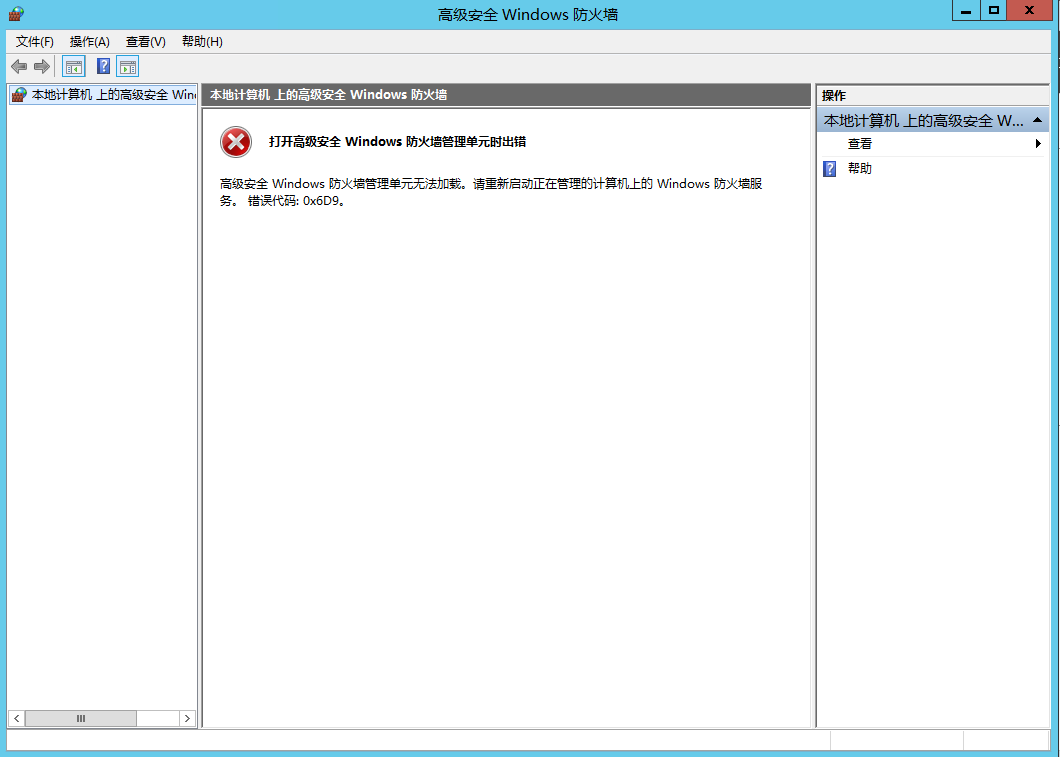 高级安全 Windows 防火墙
文件(F) 操作(A) 查看(V) 帮助(H)
本地计算机 上的高级安全 Win
本地计算机 上的高级安全 Windows 防火墙
打开高级安全 Windows 防火墙管理单元时出错
高级安全 Windows 防火墙管理单元无法加载。请重新启动正在管理的计算机上的 Windows 防火墙服
务。 错误代码: 0x6D9。
操作
本地计算机 上的高级安全 W...
查看
帮助